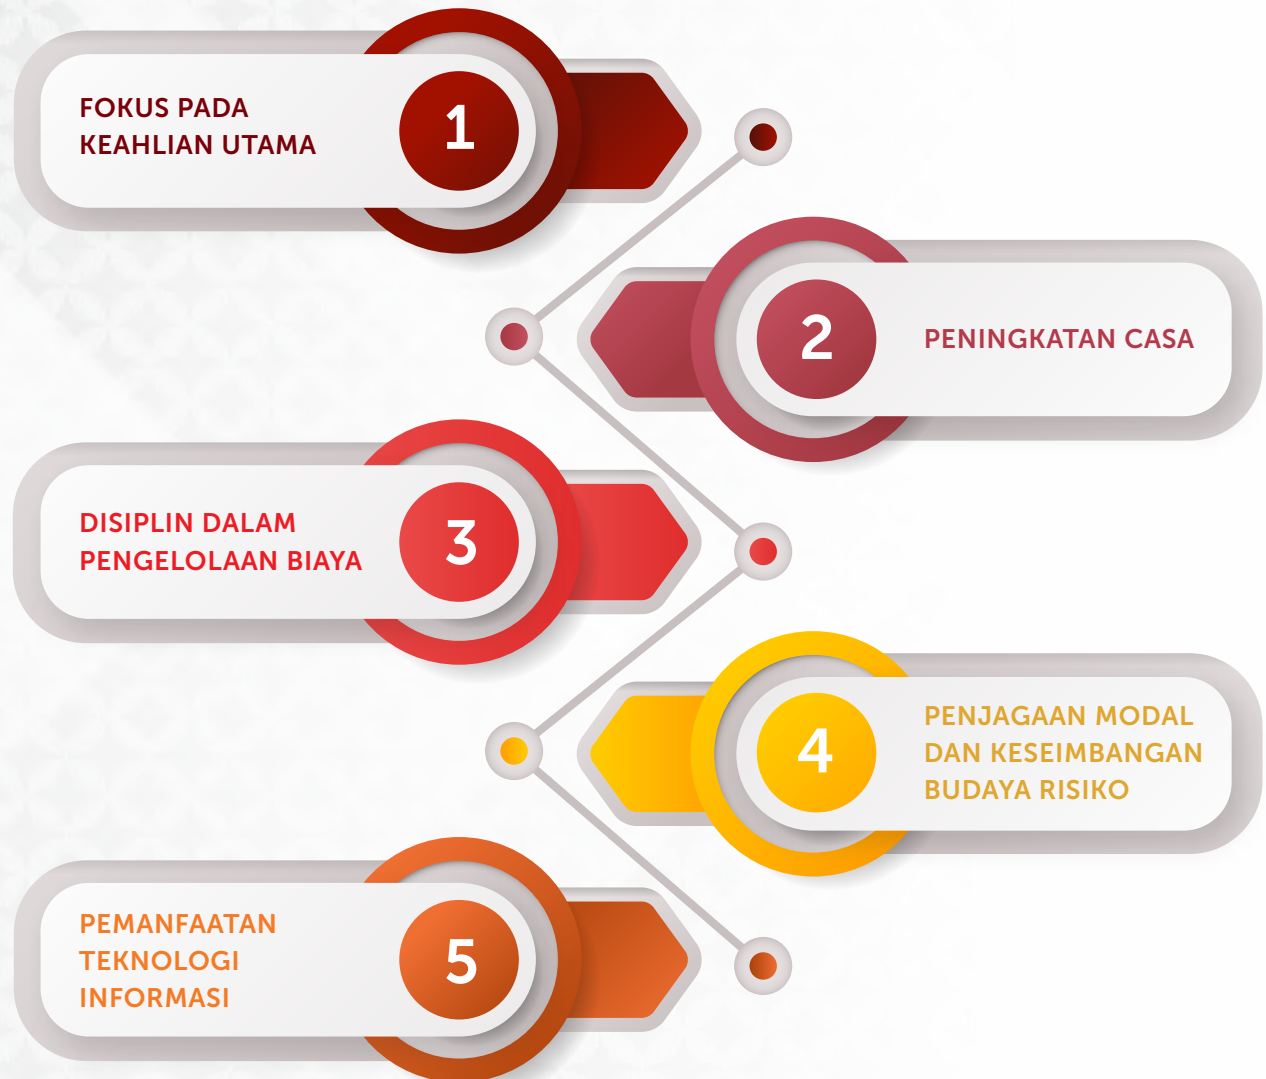 FOKUS PADA
KEAHLIAN UTAMA
1
2
PENINGKATAN CASA
DISIPLIN DALAM
PENGELOLAAN BIAYA
3
4
PENJAGAAN MODAL
DAN KESEIMBANGAN
BUDAYA RISIKO
PEMANFAATAN
TEKNOLOGI
INFORMASI
5